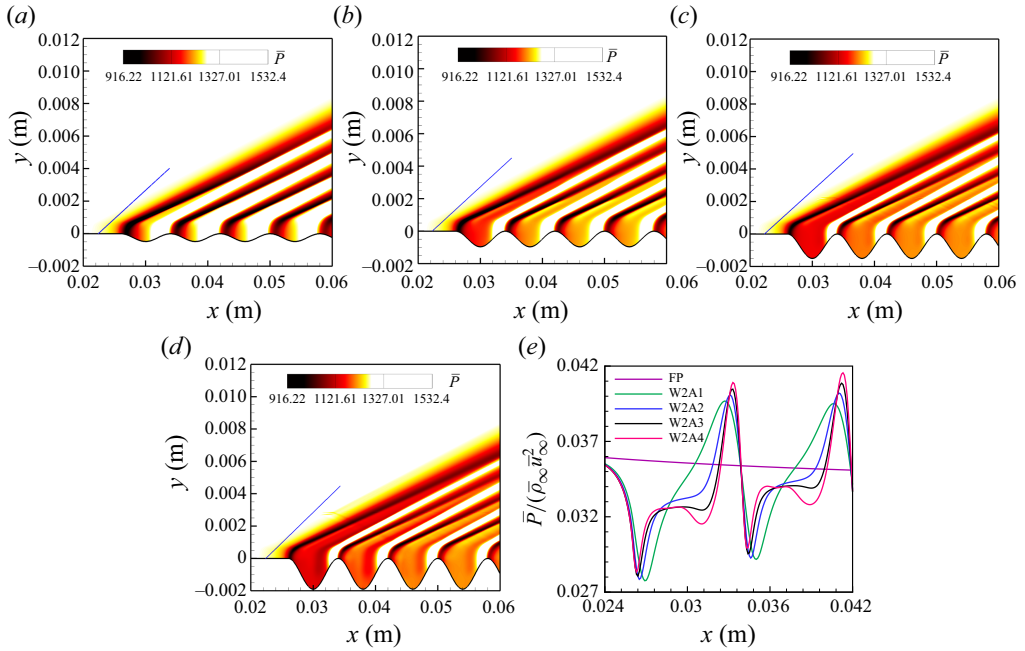 (a)
(b)
(c)
0.012
0.010
0.008
0.006
0.004
0.002
0
–0.002
y (m)
P̅
916.22 1121.61 1327.01 1532.4
0.02 0.03 0.04 0.05 0.06
x (m)
0.012
0.010
0.008
0.006
0.004
0.002
0
–0.002
y (m)
P̅
916.22 1121.61 1327.01 1532.4
0.02 0.03 0.04 0.05 0.06
x (m)
0.012
0.010
0.008
0.006
0.004
0.002
0
–0.002
y (m)
P̅
916.22 1121.61 1327.01 1532.4
0.02 0.03 0.04 0.05 0.06
x (m)
(d)
(e)
0.012
0.010
0.008
0.006
0.004
0.002
0
–0.002
y (m)
P̅
916.22 1121.61 1327.01 1532.4
0.02 0.03 0.04 0.05 0.06
x (m)
0.042
0.037
0.032
0.027
P̅/(ρ̅∞u̅²∞)
FP
W2A1
W2A2
W2A3
W2A4
0.024 0.03 0.036 0.042
x (m)